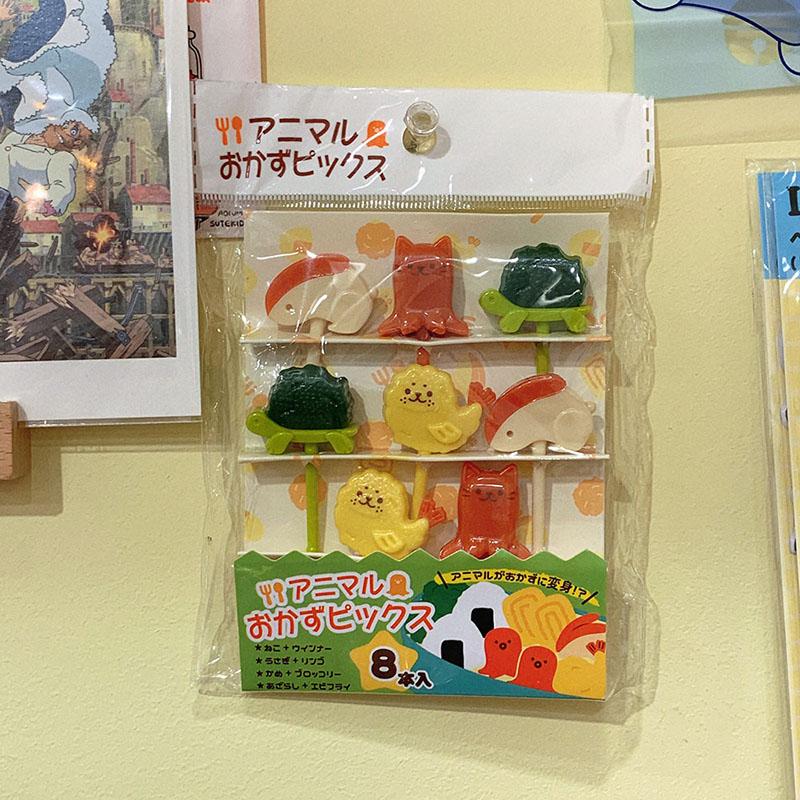 アニマル
おかずピックス
AOFUM
SUTEKID
アニマル
おかずピックス
アニマルがおかずに変身!?
★ねこ+ウインナー
★うさぎ+リンゴ
★かめ+ブロッコリー
★あざらし+エビフライ
8本入